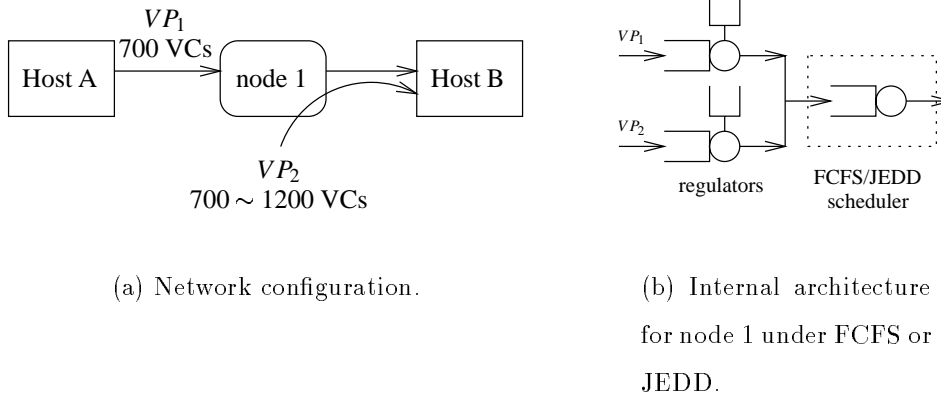 VP1
700 VCs
Host A
node 1
Host B
VP2
700 ~ 1200 VCs
(a) Network configuration.
VP1
VP2
regulators
FCFS/JEDD
scheduler
(b) Internal architecture
for node 1 under FCFS or
JEDD.